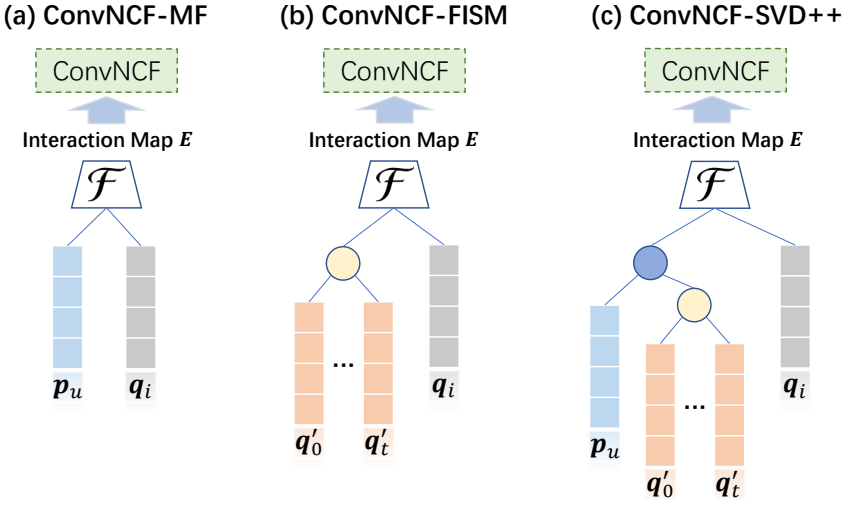 (a) ConvNCF-MF
ConvNCF
Interaction Map E
ℱ
p_u
q_i
(b) ConvNCF-FISM
ConvNCF
Interaction Map E
ℱ
...
q′_0
q′_t
q_i
(c) ConvNCF-SVD++
ConvNCF
Interaction Map E
ℱ
p_u
...
q′_0
q′_t
q_i